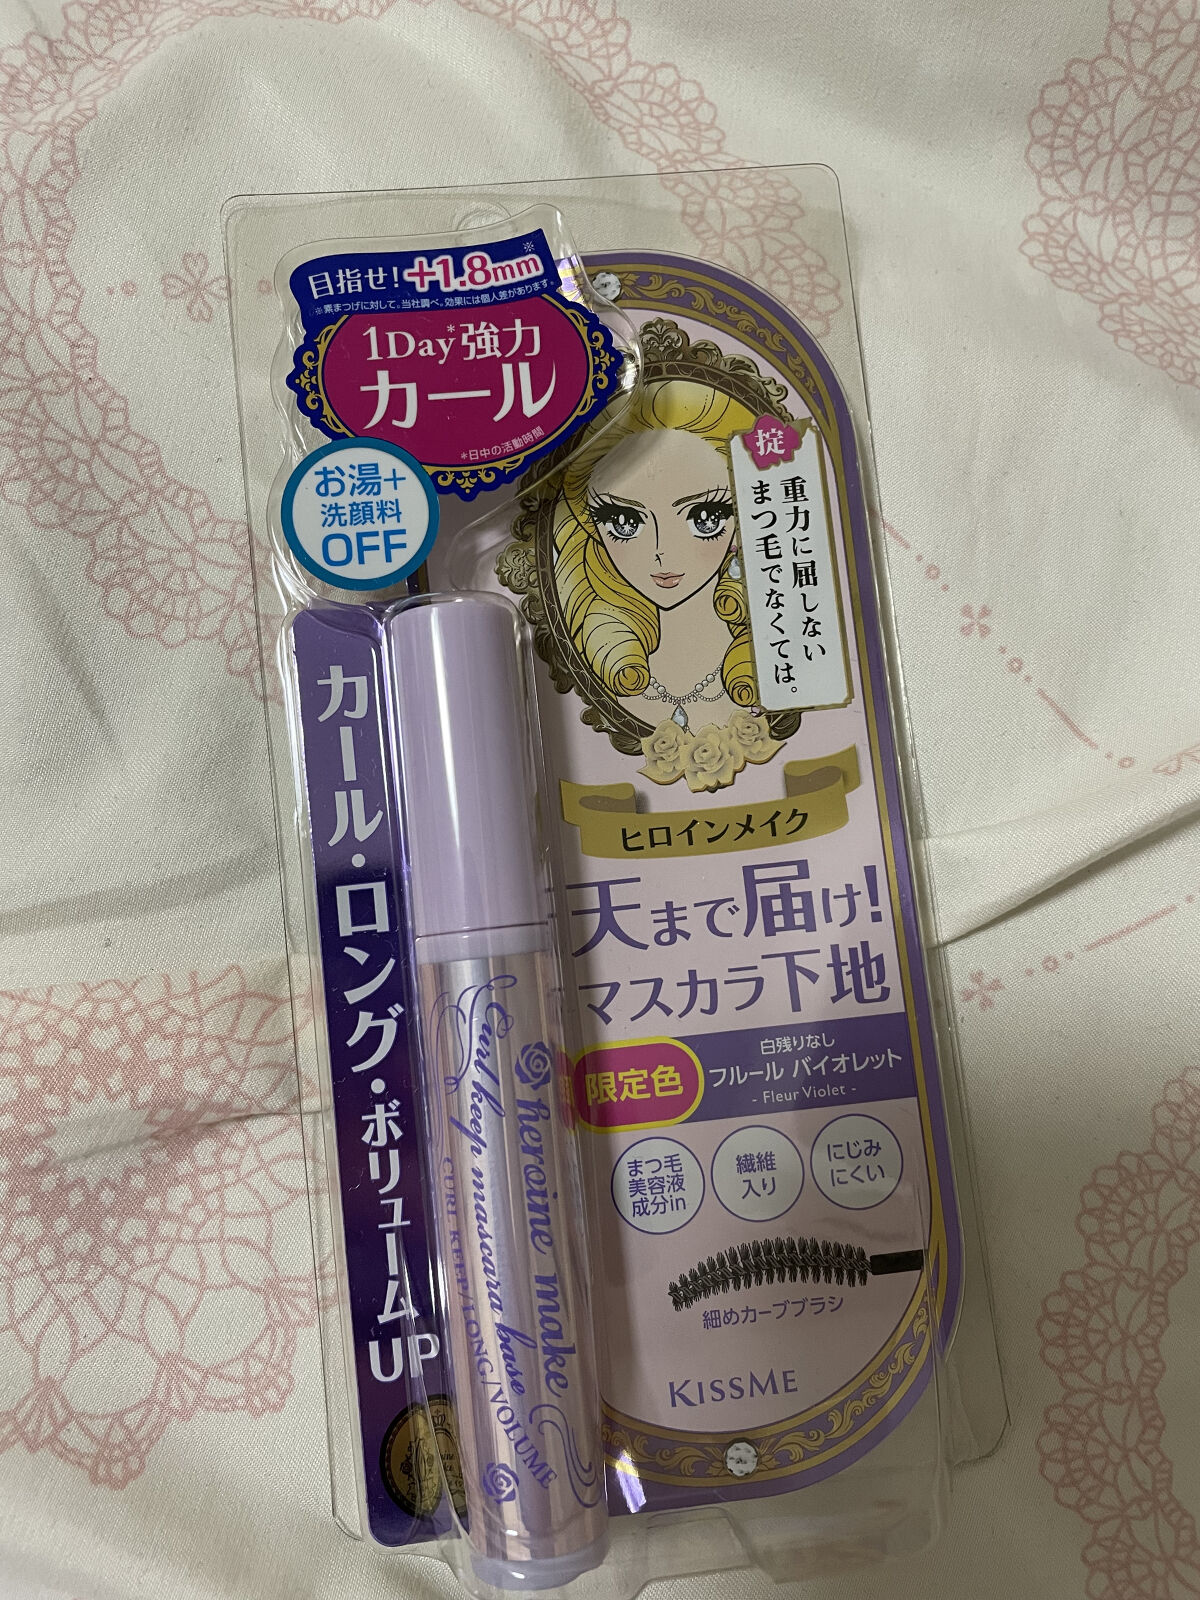 目指せ！+1.8mm※
※素まつげに対して。当社調べ。効果には個人差があります。
1Day*強力
カール
*日中の活動時間
お湯+
洗顔料
OFF
掟
重力に屈しない
まつ毛でなくては。
カール・ロング・ボリュームUP
ヒロインメイク
天まで届け！
マスカラ下地
限定色
白残りなし
フルール バイオレット
- Fleur Violet -
まつ毛
美容液
成分in
繊維
入り
にじみ
にくい
細めカーブブラシ
KISSME
heroine make
Curl keep mascara base
CURL KEEP/LONG/VOLUME